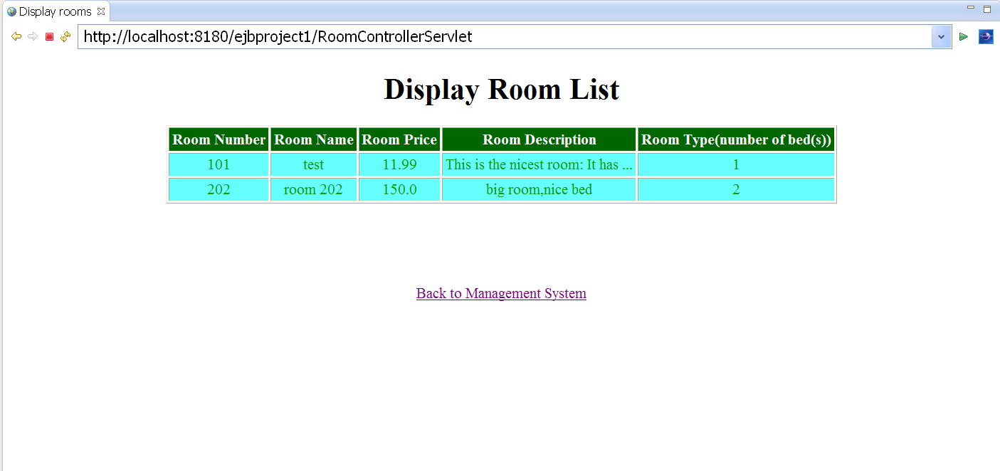 Display rooms
http://localhost:8180/ejbproject1/RoomControllerServlet
Display Room List
Room Number Room Name Room Price Room Description Room Type(number of bed(s))
101 test 11.99 This is the nicest room: It has ... 1
202 room 202 150.0 big room,nice bed 2
Back to Management System